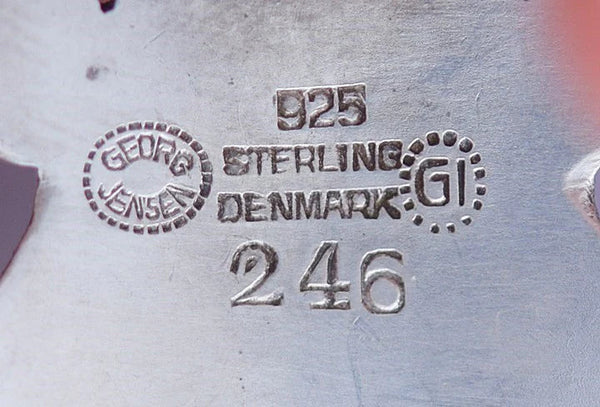 925
GEORG
JENSEN
STERLING
DENMARK
GI
246